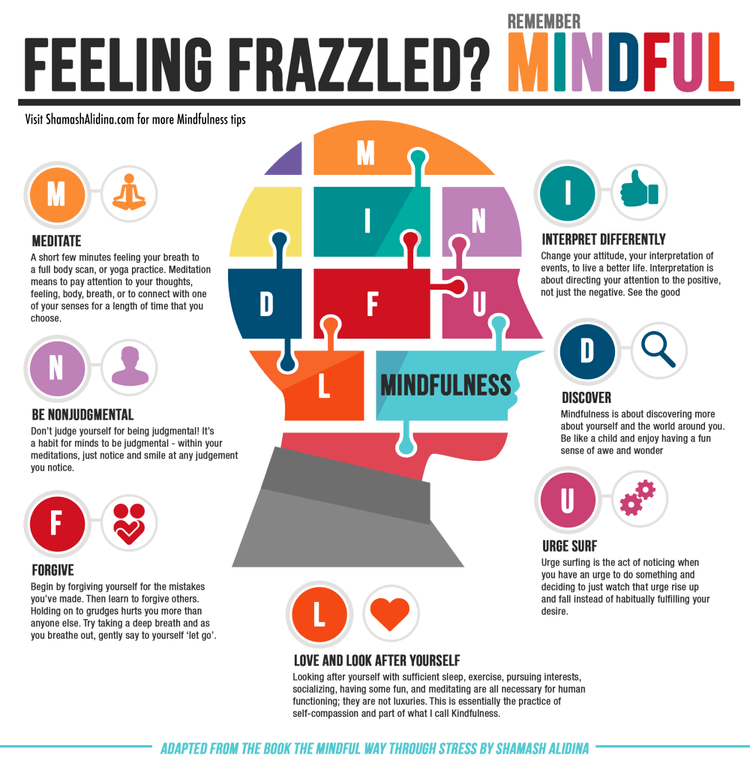 REMEMBER
FEELING FRAZZLED? MINDFUL
Visit ShamashAlidina.com for more Mindfulness tips
M
I
N
D
F
U
L
MINDFULNESS
M
MEDITATE
A short few minutes feeling your breath to
a full body scan, or yoga practice. Meditation
means to pay attention to your thoughts,
feeling, body, breath, or to connect with one
of your senses for a length of time that you
choose.
I
INTERPRET DIFFERENTLY
Change your attitude, your interpretation of
events, to live a better life. Interpretation is
about directing your attention to the positive,
not just the negative. See the good
N
BE NONJUDGMENTAL
Don't judge yourself for being judgmental! It's
a habit for minds to be judgmental - within your
meditations, just notice and smile at any judgement
you notice.
D
DISCOVER
Mindfulness is about discovering more
about yourself and the world around you.
Be like a child and enjoy having a fun
sense of awe and wonder
F
FORGIVE
Begin by forgiving yourself for the mistakes
you've made. Then learn to forgive others.
Holding on to grudges hurts you more than
anyone else. Try taking a deep breath and as
you breathe out, gently say to yourself 'let go'.
U
URGE SURF
Urge surfing is the act of noticing when
you have an urge to do something and
deciding to just watch that urge rise up
and fall instead of habitually fulfilling your
desire.
L
LOVE AND LOOK AFTER YOURSELF
Looking after yourself with sufficient sleep, exercise, pursuing interests,
socializing, having some fun, and meditating are all necessary for human
functioning; they are not luxuries. This is essentially the practice of
self-compassion and part of what I call Kindfulness.
ADAPTED FROM THE BOOK THE MINDFUL WAY THROUGH STRESS BY SHAMASH ALIDINA